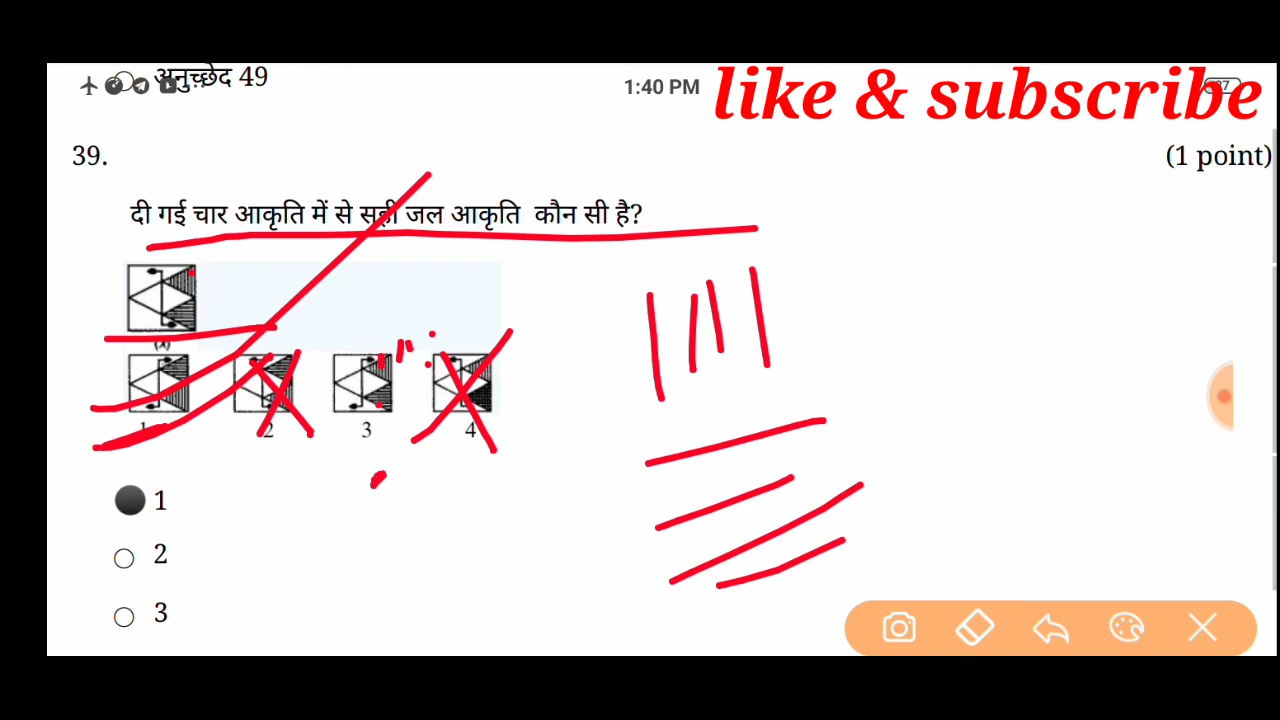 अनुच्छेद 49
1:40 PM
like & subscribe
39.
(1 point)
दी गई चार आकृति में से सही जल आकृति कौन सी है?
(x)
1
2
3
4
1
2
3